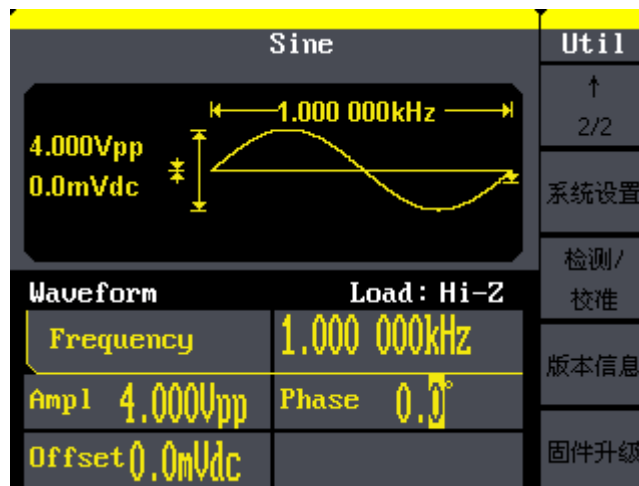 Sine
1.000 000kHz
4.000Vpp
0.0mVdc
Waveform Load: Hi-Z
Frequency 1.000 000kHz
Ampl 4.000Vpp Phase 0.0°
Offset 0.0mVdc
Util
↑
2/2
系统设置
检测/
校准
版本信息
固件升级